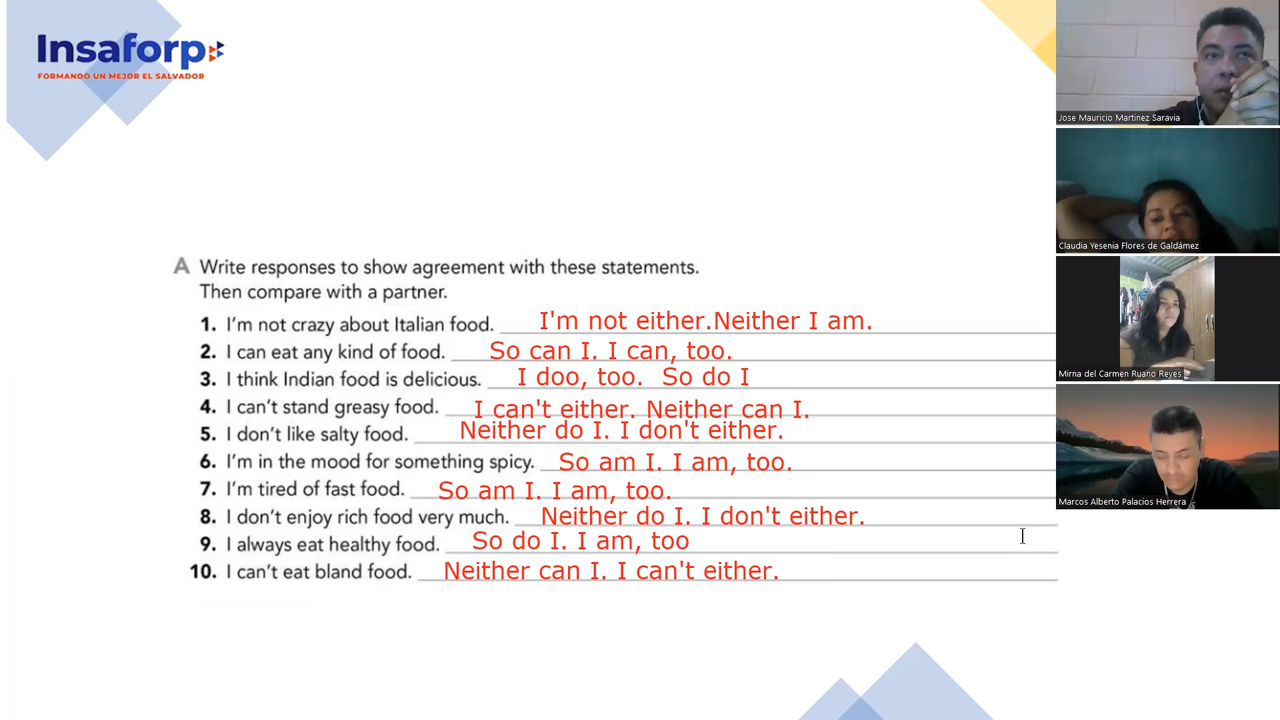 Insaforp
FORMANDO UN MEJOR EL SALVADOR
A Write responses to show agreement with these statements.
Then compare with a partner.
1. I'm not crazy about Italian food. I'm not either.Neither I am.
2. I can eat any kind of food. So can I. I can, too.
3. I think Indian food is delicious. I doo, too. So do I
4. I can't stand greasy food. I can't either. Neither can I.
5. I don't like salty food. Neither do I. I don't either.
6. I'm in the mood for something spicy. So am I. I am, too.
7. I'm tired of fast food. So am I. I am, too.
8. I don't enjoy rich food very much. Neither do I. I don't either.
9. I always eat healthy food. So do I. I am, too
10. I can't eat bland food. Neither can I. I can't either.
Jose Mauricio Martinez Saravia
Claudia Yesenia Flores de Galdámez
Mirna del Carmen Ruano Reyes
Marcos Alberto Palacios Herrera